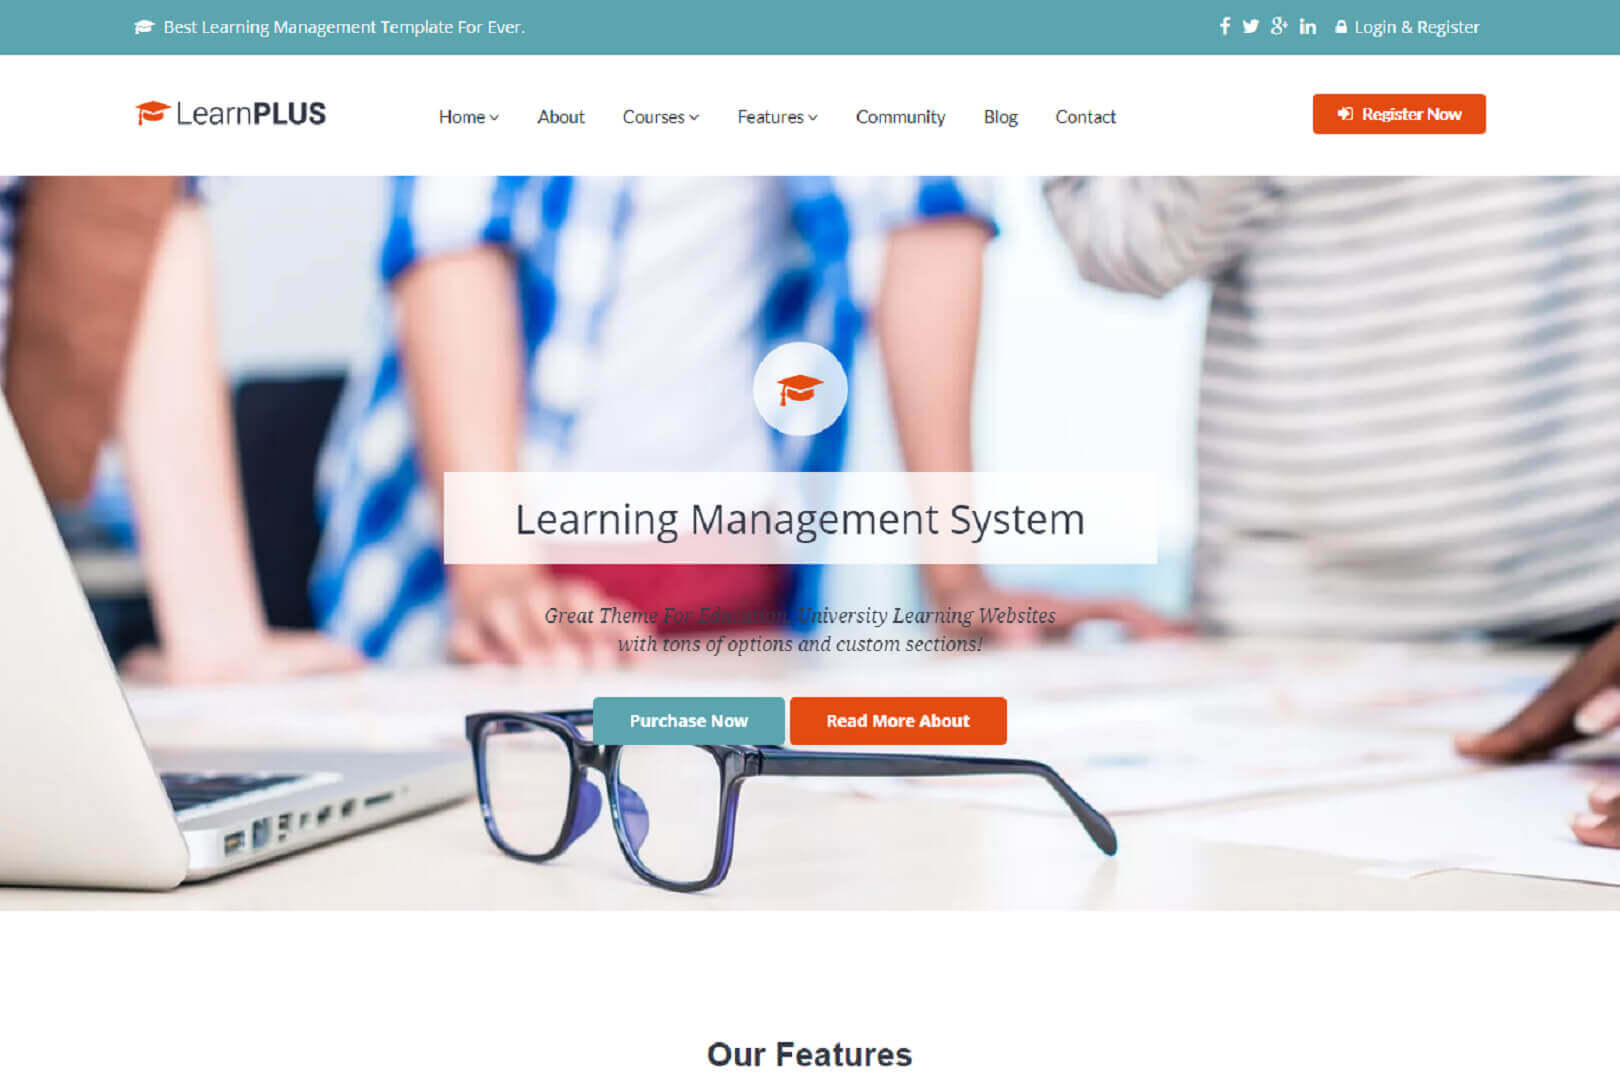 Best Learning Management Template For Ever.
Login & Register
LearnPLUS
Home
About
Courses
Features
Community
Blog
Contact
Register Now
Learning Management System
Great Theme For Education, University Learning Websites
with tons of options and custom sections!
Purchase Now
Read More About
Our Features